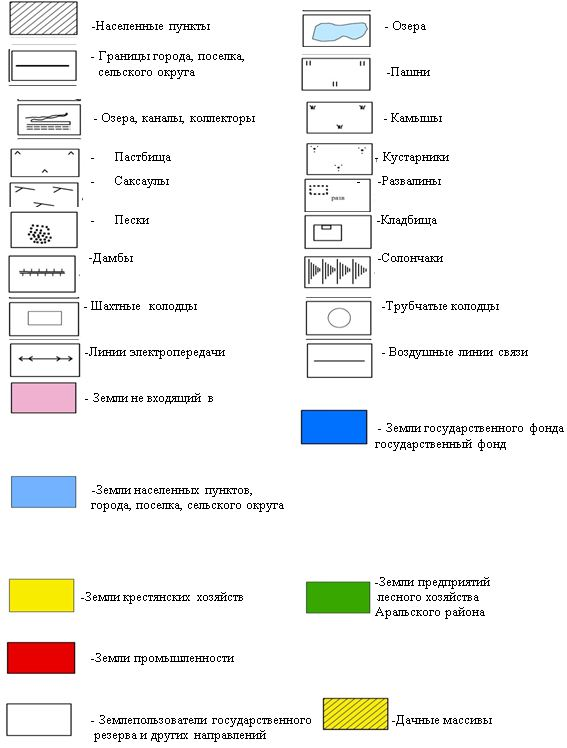 -Населенные пункты
- Границы города, поселка,
сельского округа
- Озера, каналы, коллекторы
- Пастбища
- Саксаулы
- Пески
-Дамбы
- Шахтные колодцы
-Линии электропередачи
- Земли не входящий в
-Земли населенных пунктов,
города, поселка, сельского округа
-Земли крестянских хозяйств
-Земли промышленности
- Землепользователи государственного
резерва и других направлений
- Озера
-Пашни
- Камышы
- Кустарники
- -Развалины
разв
-Кладбища
-Солончаки
-Трубчатые колодцы
- Воздушные линии связи
- Земли государственного фонда
государственный фонд
-Земли предприятий
лесного хозяйства
Аральского района
-Дачные массивы